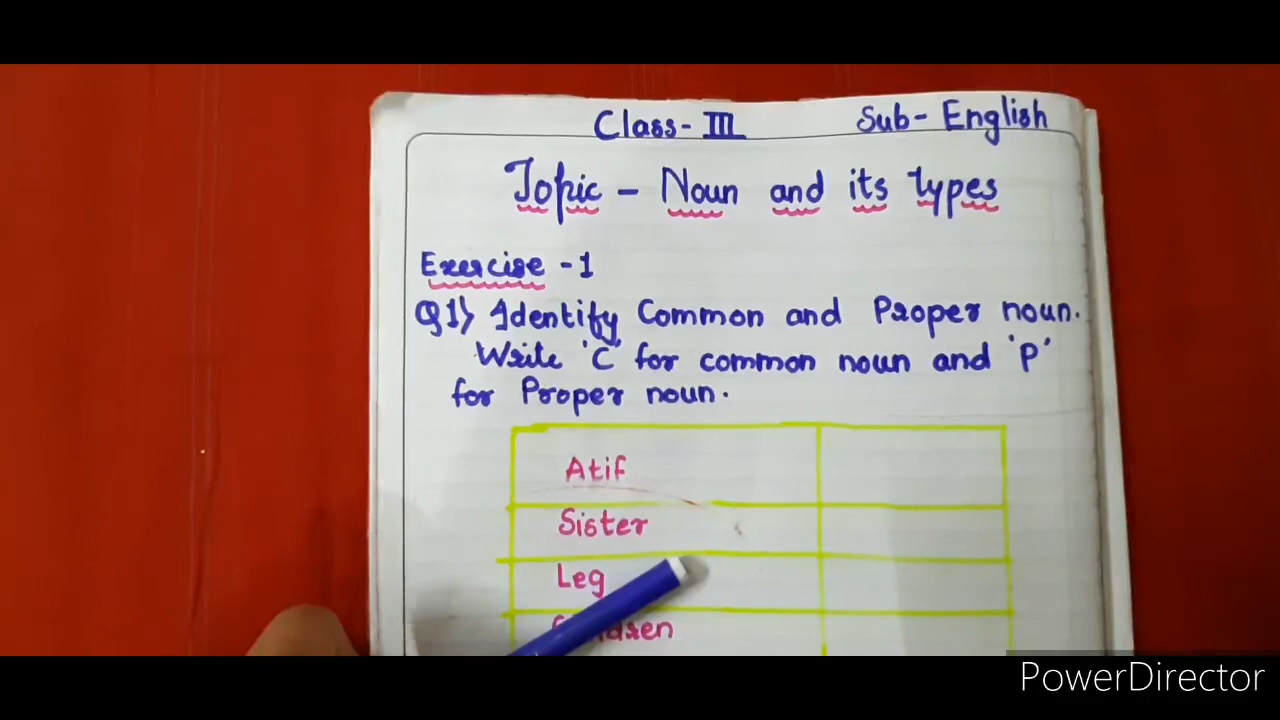 Class- III Sub- English
Topic - Noun and its types
Exercise -1
Q1) Identify Common and Proper noun.
Write 'C' for common noun and 'P'
for Proper noun.
Atif
Sister
Leg
Children
PowerDirector